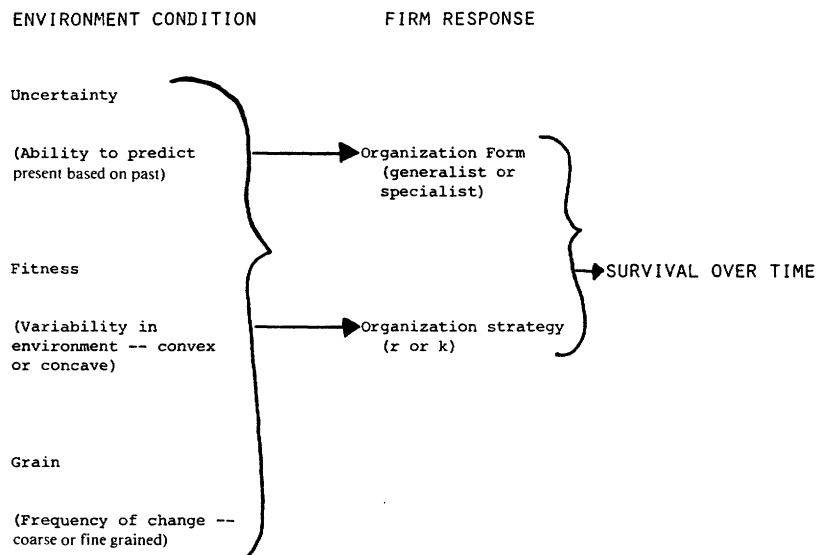 ENVIRONMENT CONDITION
FIRM RESPONSE
Uncertainty
(Ability to predict
present based on past)
Organization Form
(generalist or
specialist)
Fitness
SURVIVAL OVER TIME
(Variability in
environment -- convex
or concave)
Organization strategy
(r or k)
Grain
(Frequency of change --
coarse or fine grained)